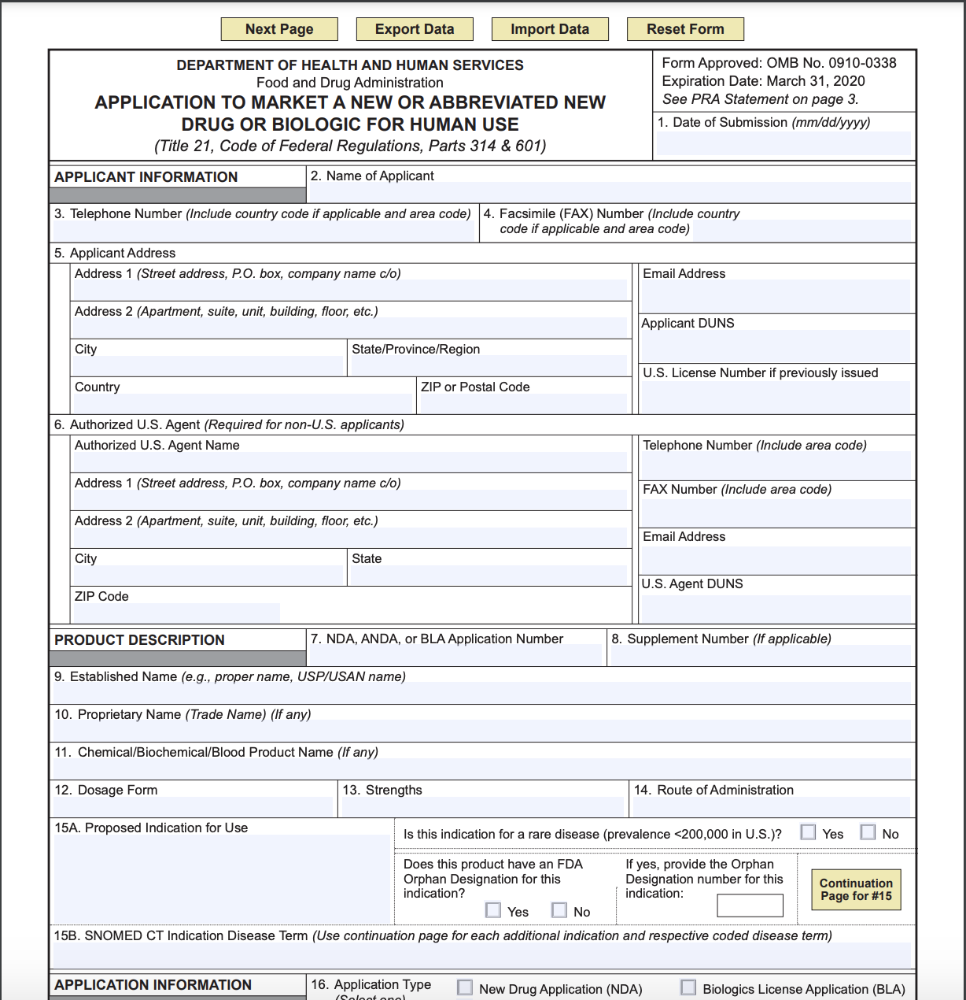 Next Page
Export Data
Import Data
Reset Form
DEPARTMENT OF HEALTH AND HUMAN SERVICES
Food and Drug Administration
APPLICATION TO MARKET A NEW OR ABBREVIATED NEW
DRUG OR BIOLOGIC FOR HUMAN USE
(Title 21, Code of Federal Regulations, Parts 314 & 601)
Form Approved: OMB No. 0910-0338
Expiration Date: March 31, 2020
See PRA Statement on page 3.
1. Date of Submission (mm/dd/yyyy)
APPLICANT INFORMATION
2. Name of Applicant
3. Telephone Number (Include country code if applicable and area code)
4. Facsimile (FAX) Number (Include country
code if applicable and area code)
5. Applicant Address
Address 1 (Street address, P.O. box, company name c/o)
Address 2 (Apartment, suite, unit, building, floor, etc.)
City
State/Province/Region
Country
ZIP or Postal Code
Email Address
Applicant DUNS
U.S. License Number if previously issued
6. Authorized U.S. Agent (Required for non-U.S. applicants)
Authorized U.S. Agent Name
Address 1 (Street address, P.O. box, company name c/o)
Address 2 (Apartment, suite, unit, building, floor, etc.)
City
State
ZIP Code
Telephone Number (Include area code)
FAX Number (Include area code)
Email Address
U.S. Agent DUNS
PRODUCT DESCRIPTION
7. NDA, ANDA, or BLA Application Number
8. Supplement Number (If applicable)
9. Established Name (e.g., proper name, USP/USAN name)
10. Proprietary Name (Trade Name) (If any)
11. Chemical/Biochemical/Blood Product Name (If any)
12. Dosage Form
13. Strengths
14. Route of Administration
15A. Proposed Indication for Use
Is this indication for a rare disease (prevalence <200,000 in U.S.)?
Yes
No
Does this product have an FDA
Orphan Designation for this
indication?
Yes
No
If yes, provide the Orphan
Designation number for this
indication:
Continuation
Page for #15
15B. SNOMED CT Indication Disease Term (Use continuation page for each additional indication and respective coded disease term)
APPLICATION INFORMATION
16. Application Type
(Select one)
New Drug Application (NDA)
Biologics License Application (BLA)